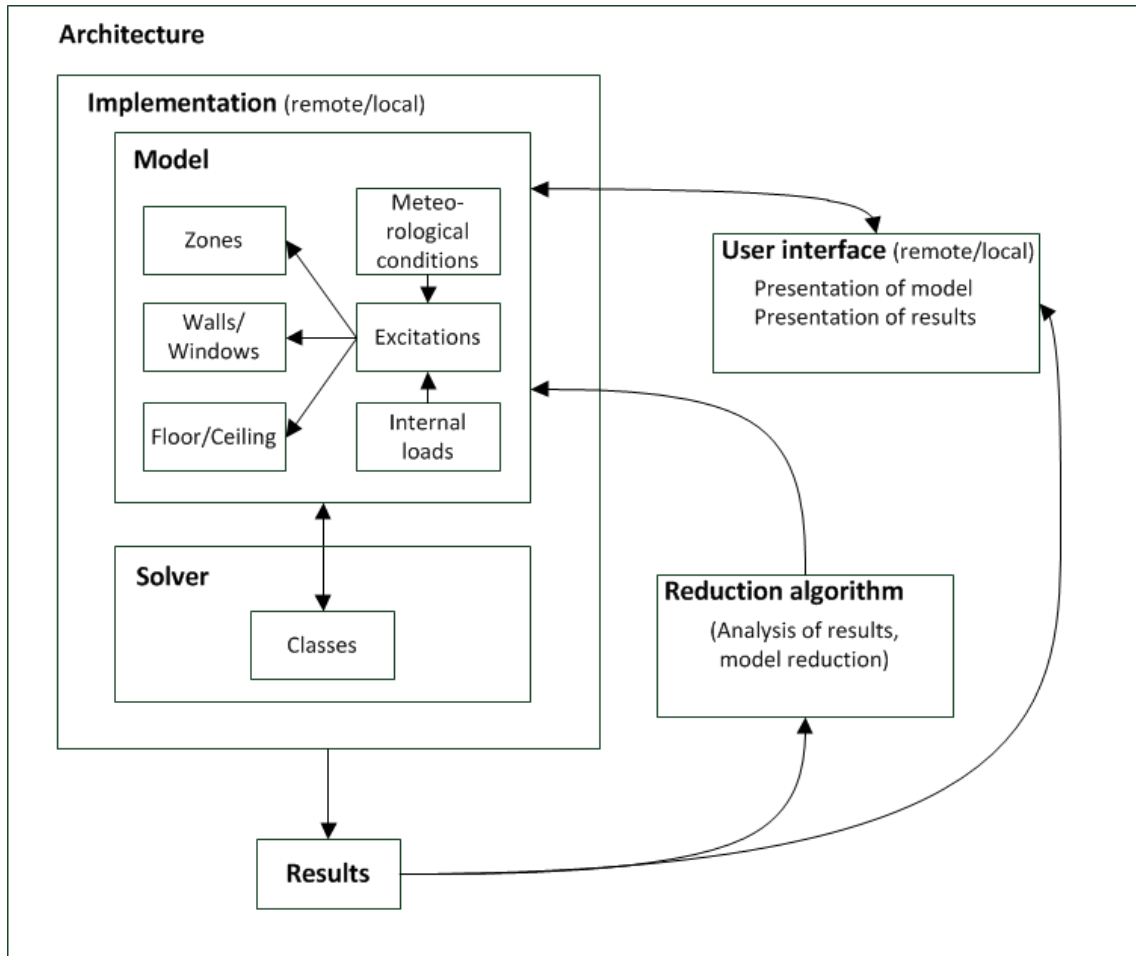 Architecture
Implementation (remote/local)
Model
Zones
Walls/
Windows
Floor/Ceiling
Meteo-
rological
conditions
Excitations
Internal
loads
Solver
Classes
Results
User interface (remote/local)
Presentation of model
Presentation of results
Reduction algorithm
(Analysis of results,
model reduction)